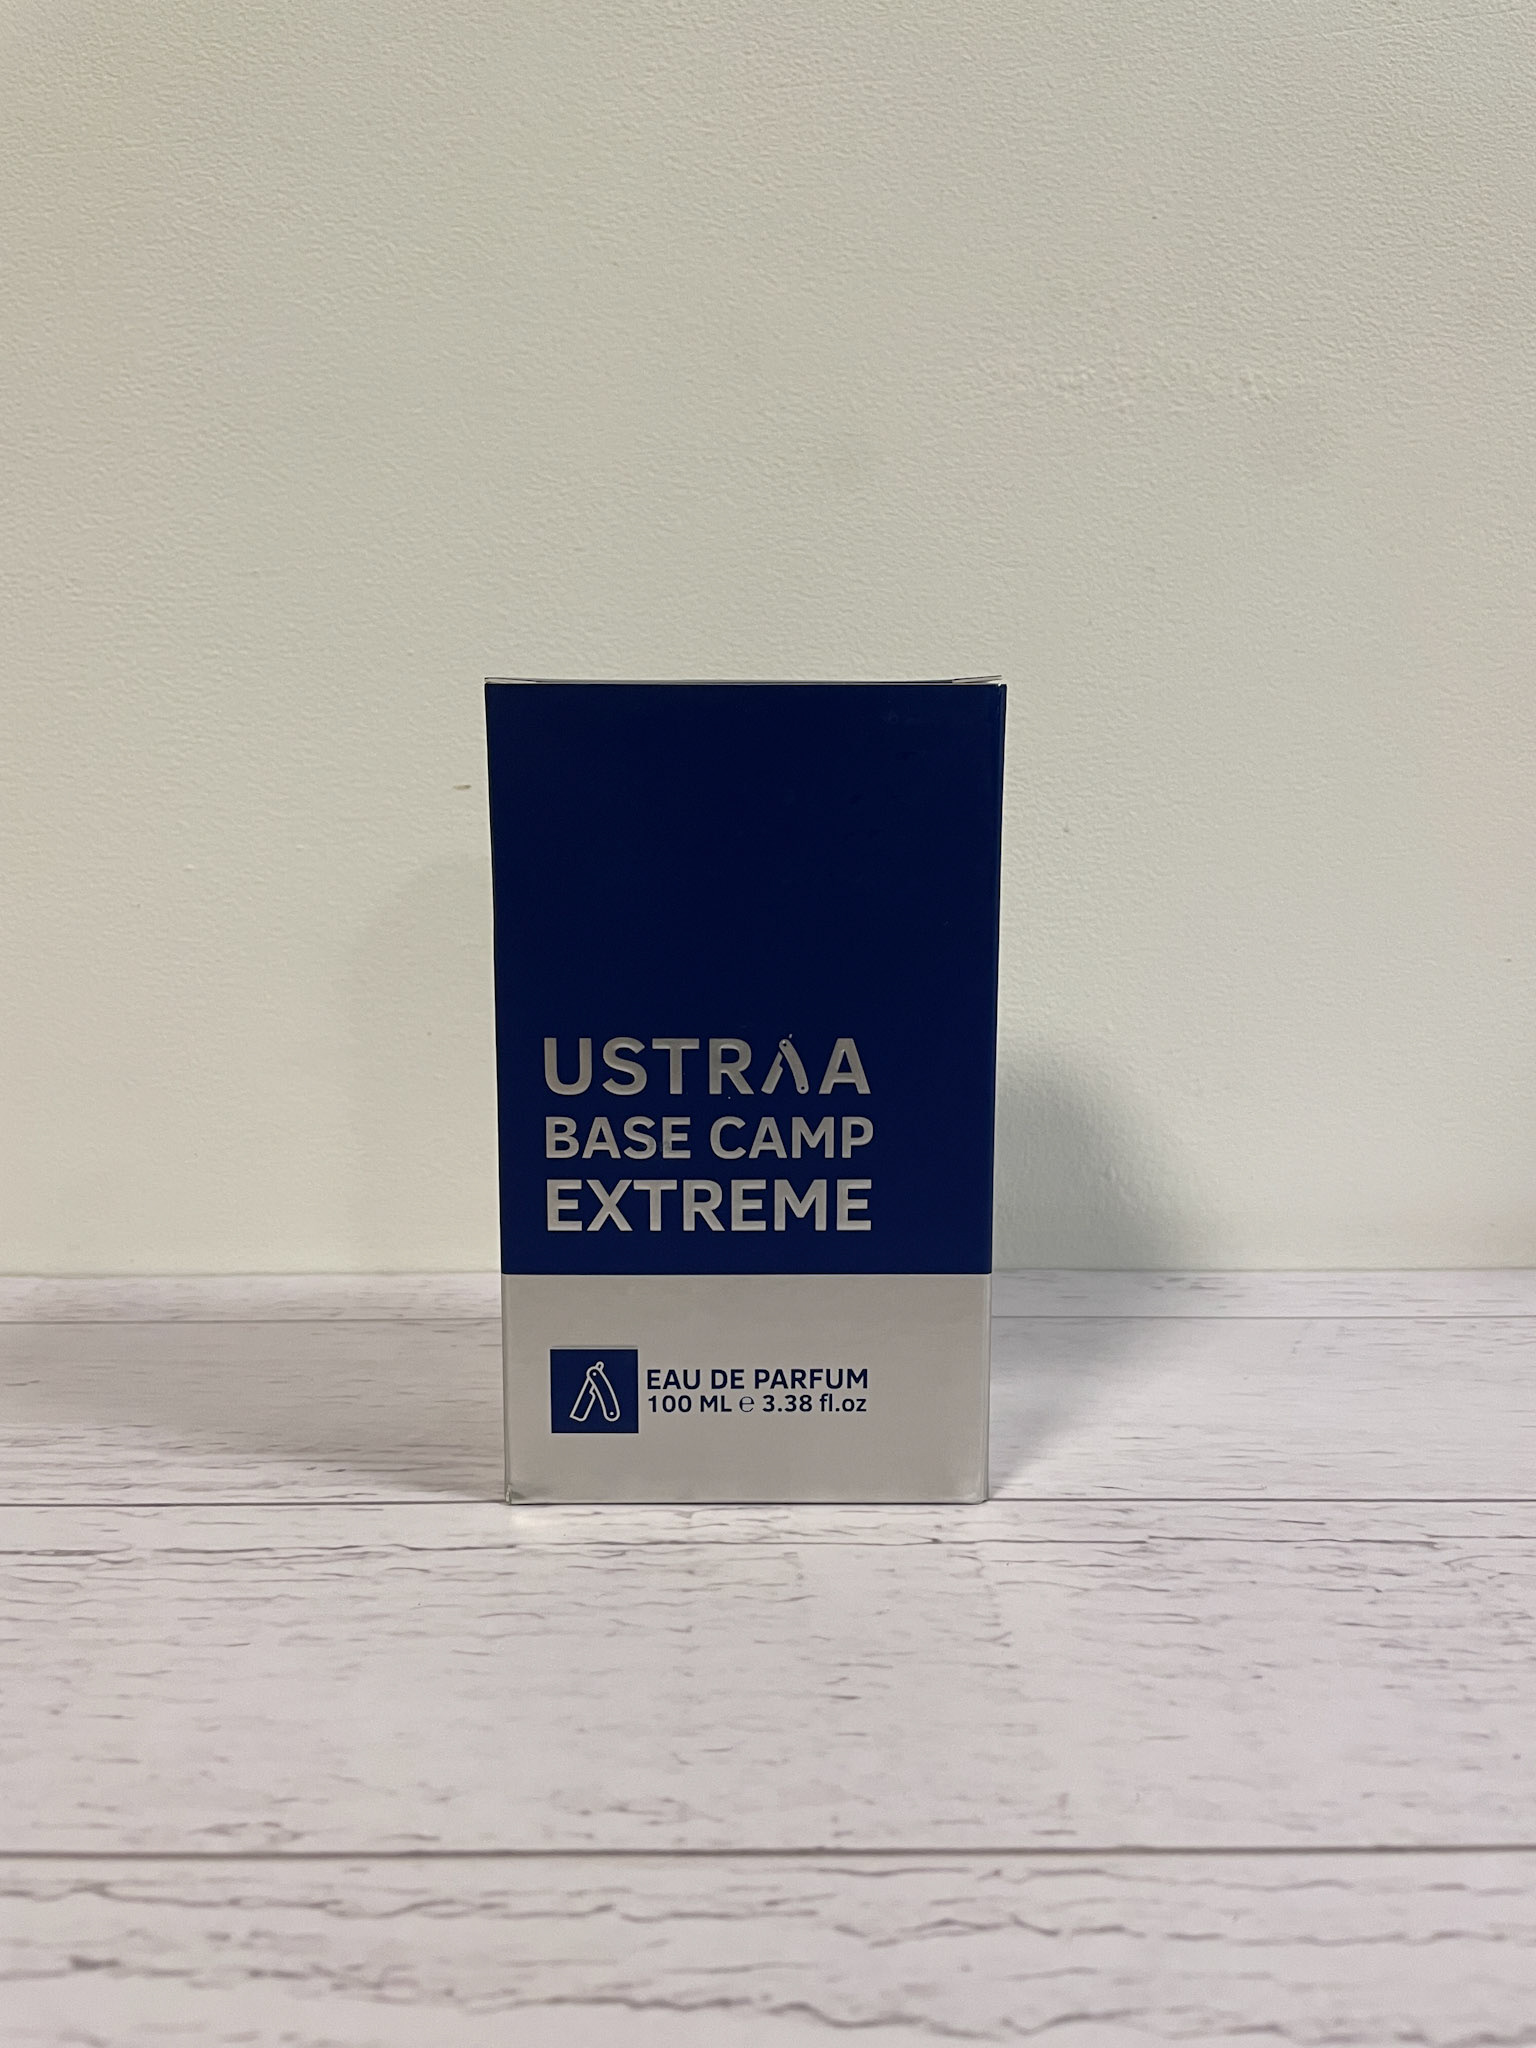 USTRAA
BASE CAMP
EXTREME
EAU DE PARFUM
100 ML ℮ 3.38 fl.oz